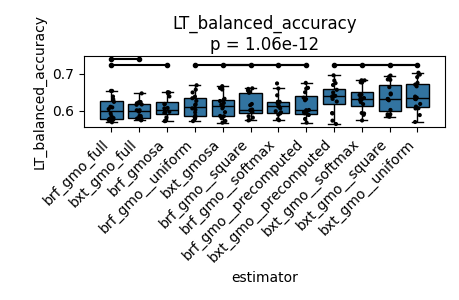 LT_balanced_accuracy
p = 1.06e-12
LT_balanced_accuracy
0.7
0.6
brf_gmo_full
bxt_gmo_full
brf_gmosa
brf_gmo__uniform
bxt_gmosa
brf_gmo__square
brf_gmo__softmax
brf_gmo__precomputed
bxt_gmo__precomputed
bxt_gmo__softmax
bxt_gmo__square
bxt_gmo__uniform
estimator